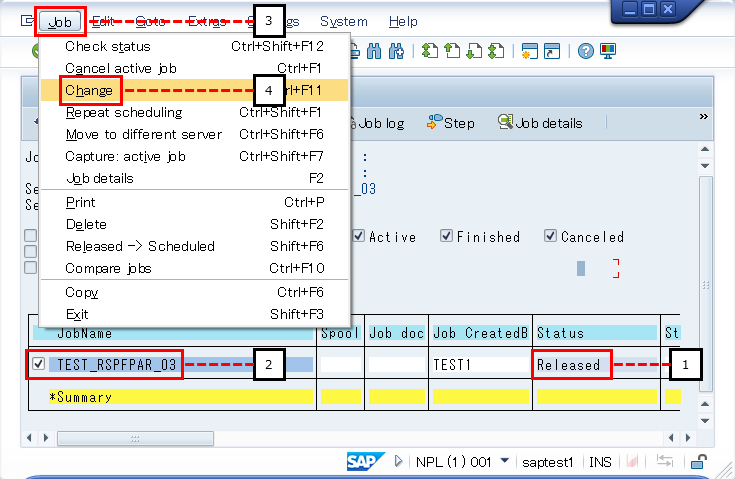 Job Edit Goto Extras System Help
3
Check status Ctrl+Shift+F12
Cancel active job Ctrl+F1
Change Ctrl+F11
4
Repeat scheduling Ctrl+Shift+F1
Job log Step Job details »
Move to different server Ctrl+Shift+F6
Capture: active job Ctrl+Shift+F7
Job details F2
Print Ctrl+P
Delete Shift+F2
Released -> Scheduled Shift+F6
Compare jobs Ctrl+F10
Copy Ctrl+F6
Exit Shift+F3
Jo :
:
Se _03
Se
Active Finished Canceled
JobName Spool Job doc Job CreatedB Status St
TEST_RSPFPAR_03 2 TEST1 Released 1
*Summary
SAP NPL (1) 001 saptest1 INS